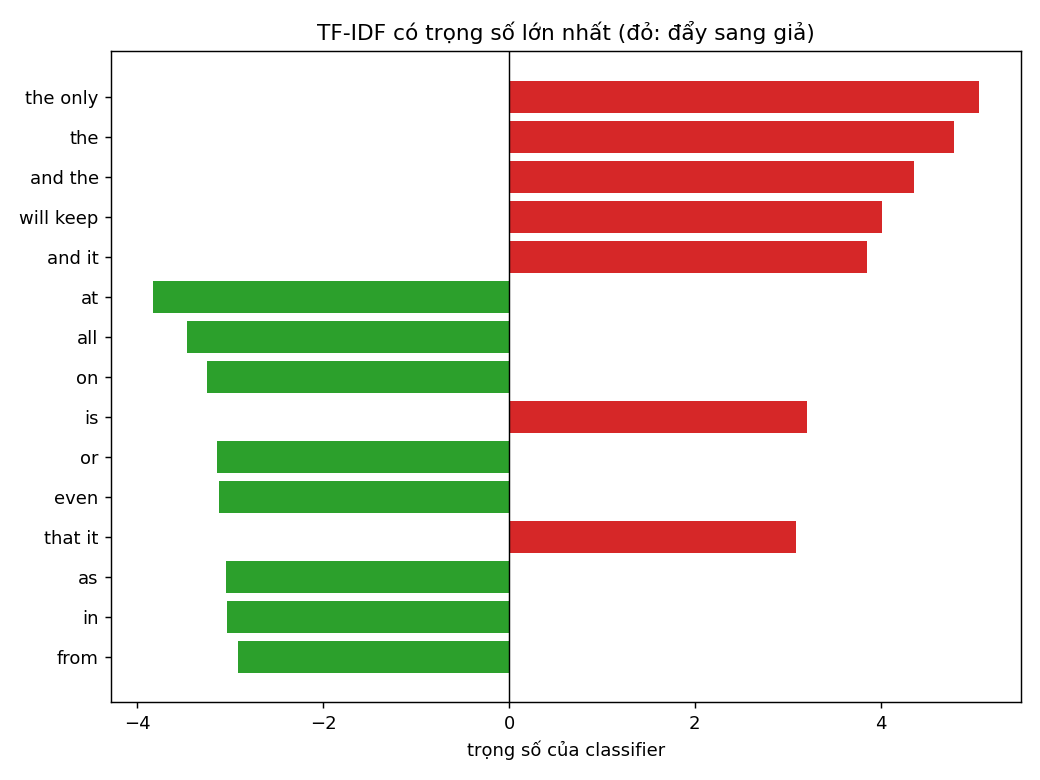 TF-IDF có trọng số lớn nhất (đỏ: đẩy sang giả)
the only
the
and the
will keep
and it
at
all
on
is
or
even
that it
as
in
from
−4 −2 0 2 4
trọng số của classifier